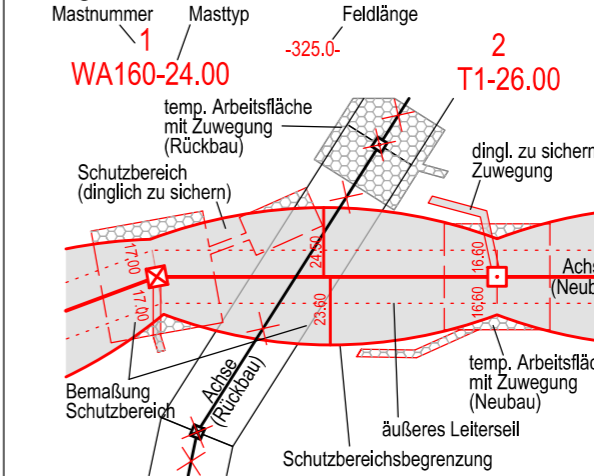 Mastnummer
Masttyp
Feldlänge
1
-325.0-
2
WA160-24.00
T1-26.00
temp. Arbeitsfläche
mit Zuwegung
(Rückbau)
dingl. zu sichern
Zuwegung
Schutzbereich
(dinglich zu sichern)
17.00
24.50
16.60
Achs
(Neub
17.00
23.60
16.60
Achse
(Rückbau)
temp. Arbeitsfläc
mit Zuwegung
(Neubau)
Bemaßung
Schutzbereich
äußeres Leiterseil
Schutzbereichsbegrenzung